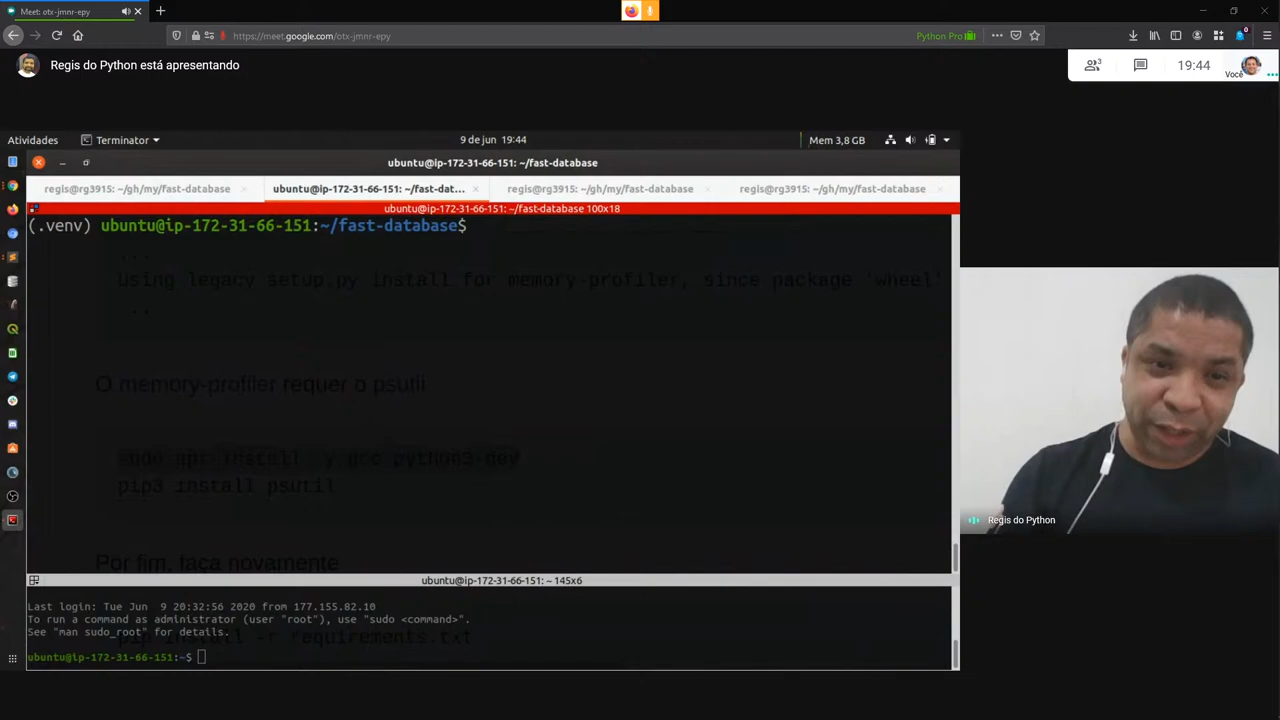 Meet: otx-jmnr-epy
https://meet.google.com/otx-jmnr-epy
Python Pro
0
Regis do Python está apresentando
3
19:44
Você
Atividades
Terminator
9 de jun 19:44
Mem 3,8 GB
ubuntu@ip-172-31-66-151: ~/fast-database
regis@rg3915: ~/gh/my/fast-database
ubuntu@ip-172-31-66-151: ~/fast-dat...
regis@rg3915: ~/gh/my/fast-database
regis@rg3915: ~/gh/my/fast-database
ubuntu@ip-172-31-66-151: ~/fast-database 100x18
(.venv) ubuntu@ip-172-31-66-151:~/fast-database$
...
Using legacy setup.py install for memory-profiler, since package 'wheel'
..
O memory-profiler requer o psutil
sudo apt install -y gcc python3-dev
pip3 install psutil
Por fim, faça novamente
ubuntu@ip-172-31-66-151: ~ 145x6
Last login: Tue Jun  9 20:32:56 2020 from 177.155.82.10
To run a command as administrator (user "root"), use "sudo <command>".
See "man sudo_root" for details.
pip install -r requirements.txt
ubuntu@ip-172-31-66-151:~$
Regis do Python